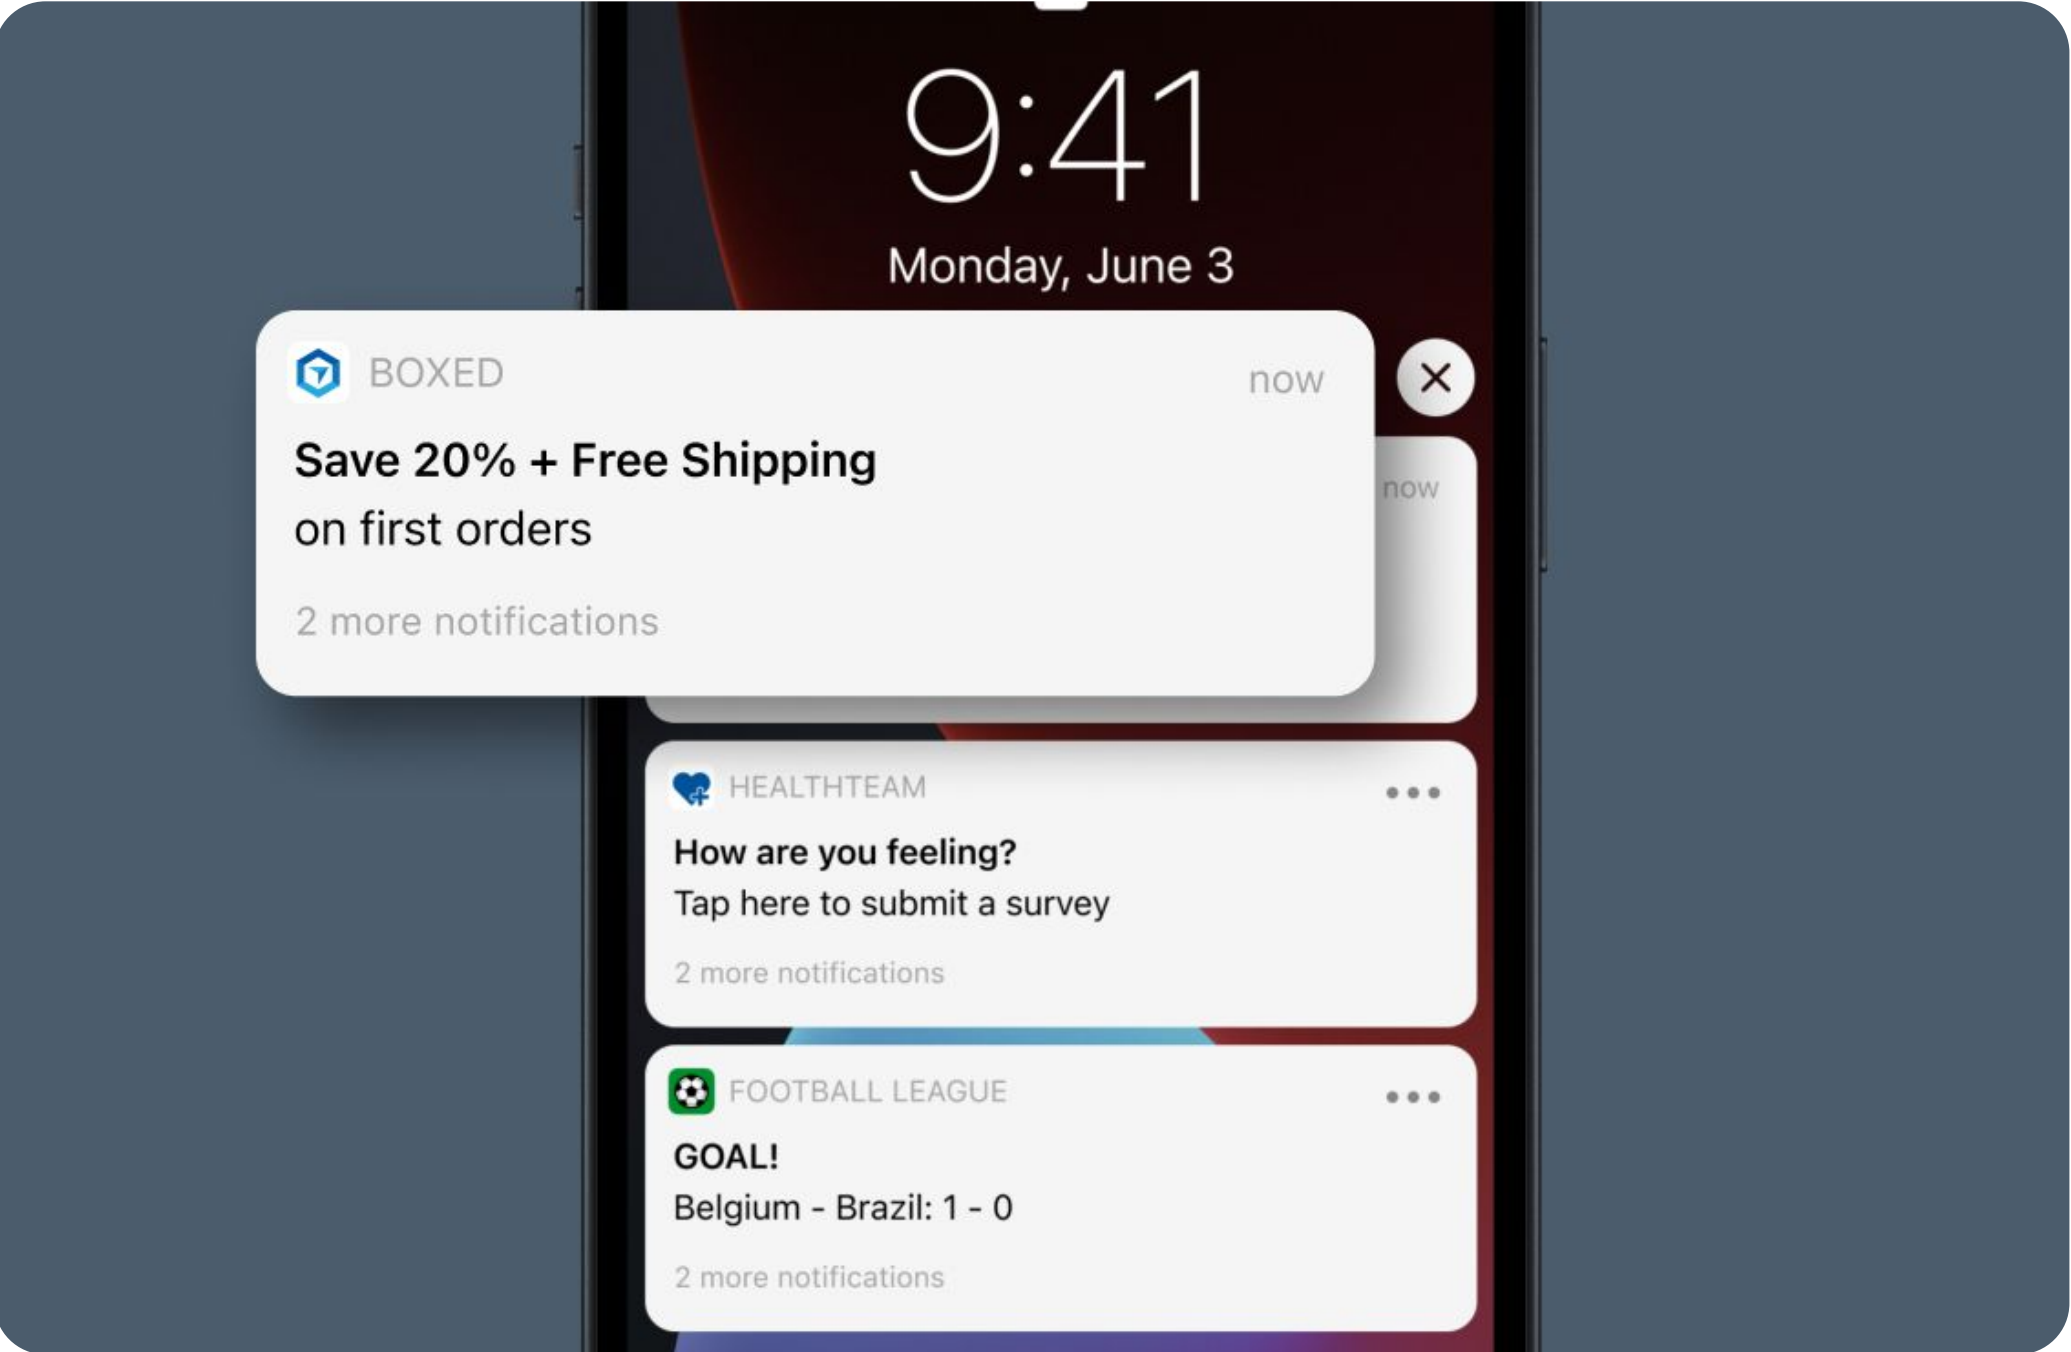 9:41
Monday, June 3
BOXED
now
Save 20% + Free Shipping
on first orders
2 more notifications
now
HEALTHTEAM
How are you feeling?
Tap here to submit a survey
2 more notifications
FOOTBALL LEAGUE
GOAL!
Belgium - Brazil: 1 - 0
2 more notifications